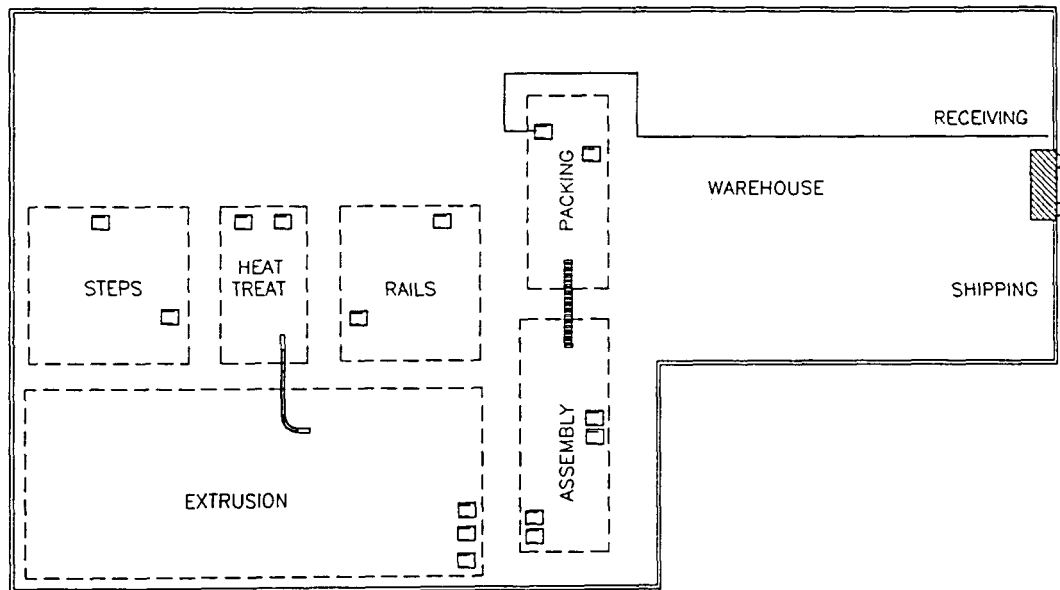 RECEIVING
PACKING
WAREHOUSE
STEPS
HEAT
TREAT
RAILS
SHIPPING
ASSEMBLY
EXTRUSION